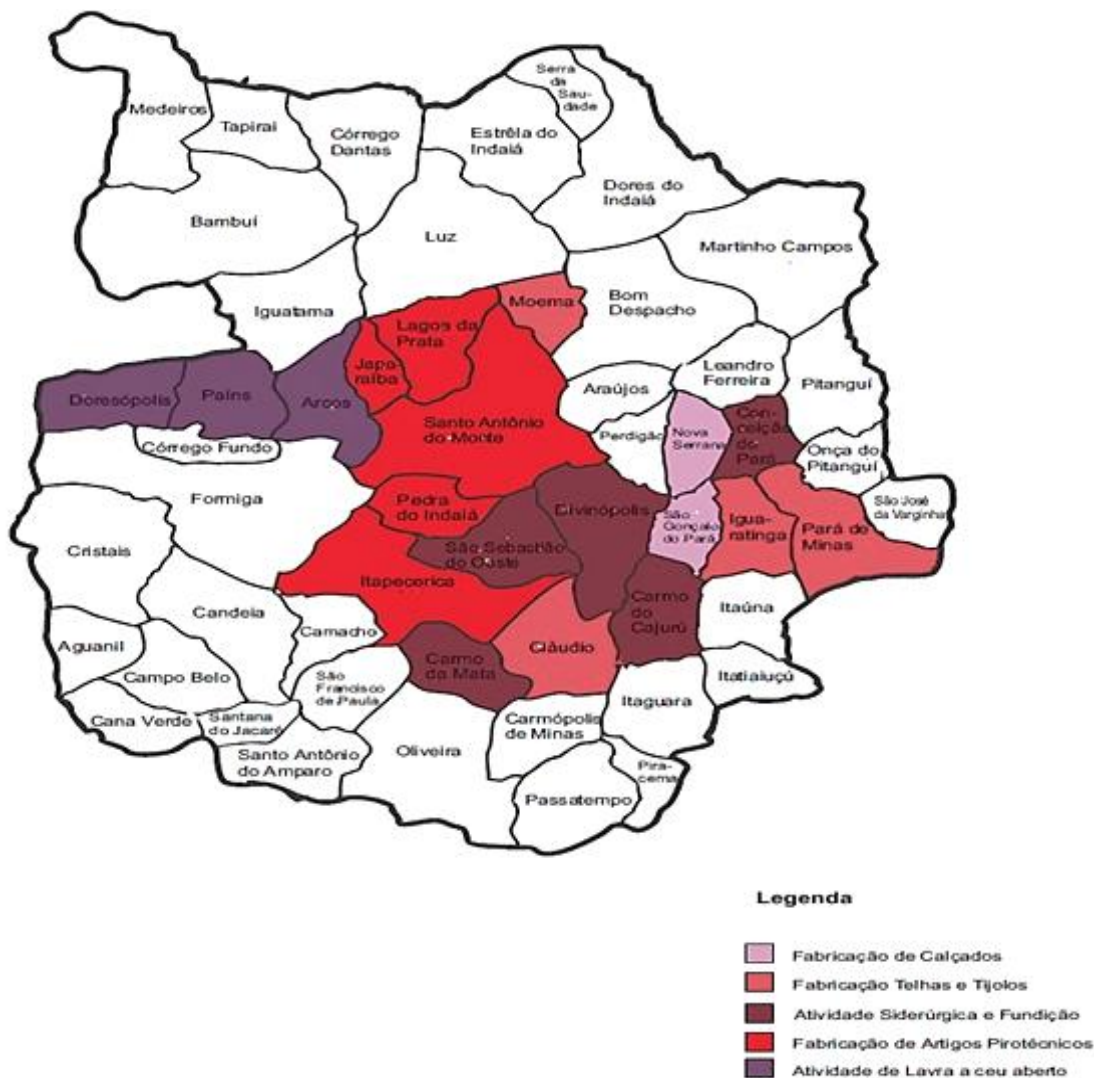 Serra
da
Sau-
dade
Medeiros
Tapirai
Córrego
Dantas
Estrêla do
Indaiá
Dores do
Indaiá
Bambuí
Luz
Martinho Campos
Iguatama
Moema
Bom
Despacho
Lagos da
Prata
Japa-
raíba
Leandro
Ferreira
Pitanguí
Doresópolis
Pains
Arcos
Araújos
Santo Antônio
do Monte
Perdigão
Nova
Serrana
Con-
ceição do
Pará
Onça do
Pitanguí
Córrego Fundo
Formiga
Pedra
do Indaiá
Divinópolis
São
Gonçalo
do Pará
Igua-
ratinga
Pará de
Minas
São José
da Varginha
Cristais
São Sebastião
do Oeste
Itapecerica
Candeia
Camacho
Carmo
do
Cajurú
Itaúna
Aguanil
Campo Belo
Carmo
da Mata
Cláudio
São
Francisco
de Paula
Itatiaiuçú
Itaguara
Cana Verde
Santana
do Jacaré
Carmópolis
de Minas
Oliveira
Santo Antônio
do Amparo
Pira-
cema
Passatempo
Legenda
Fabricação de Calçados
Fabricação Telhas e Tijolos
Atividade Siderúrgica e Fundição
Fabricação de Artigos Pirotécnicos
Atividade de Lavra a ceu aberto